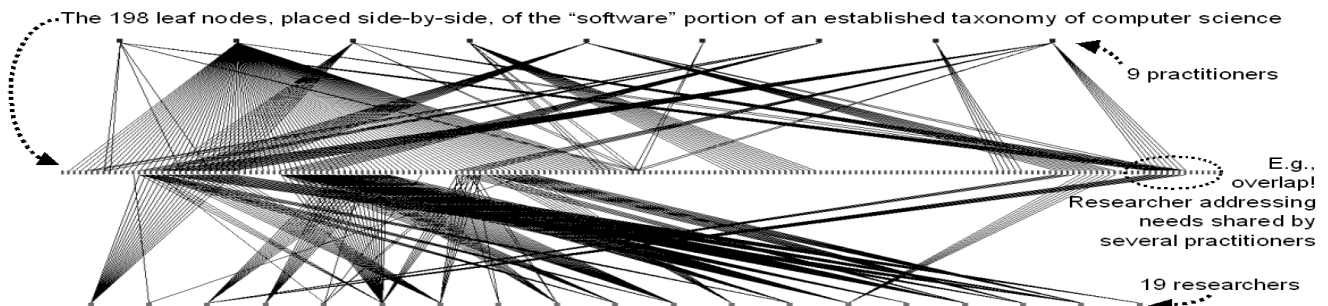 The 198 leaf nodes, placed side-by-side, of the “software” portion of an established taxonomy of computer science
9 practitioners
E.g.,
overlap!
Researcher addressing
needs shared by
several practitioners
19 researchers